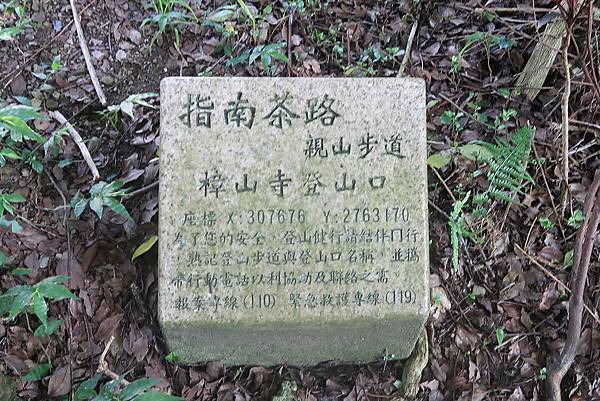 指南茶路
親山步道
樟山寺登山口
座標 X:307676 Y:2763170
為了您的安全 登山健行請結伴同行
熟記登山步道與登山口名稱 並攜
帶行動電話以利協助及聯絡之需
報案專線(110) 緊急救護專線(119)